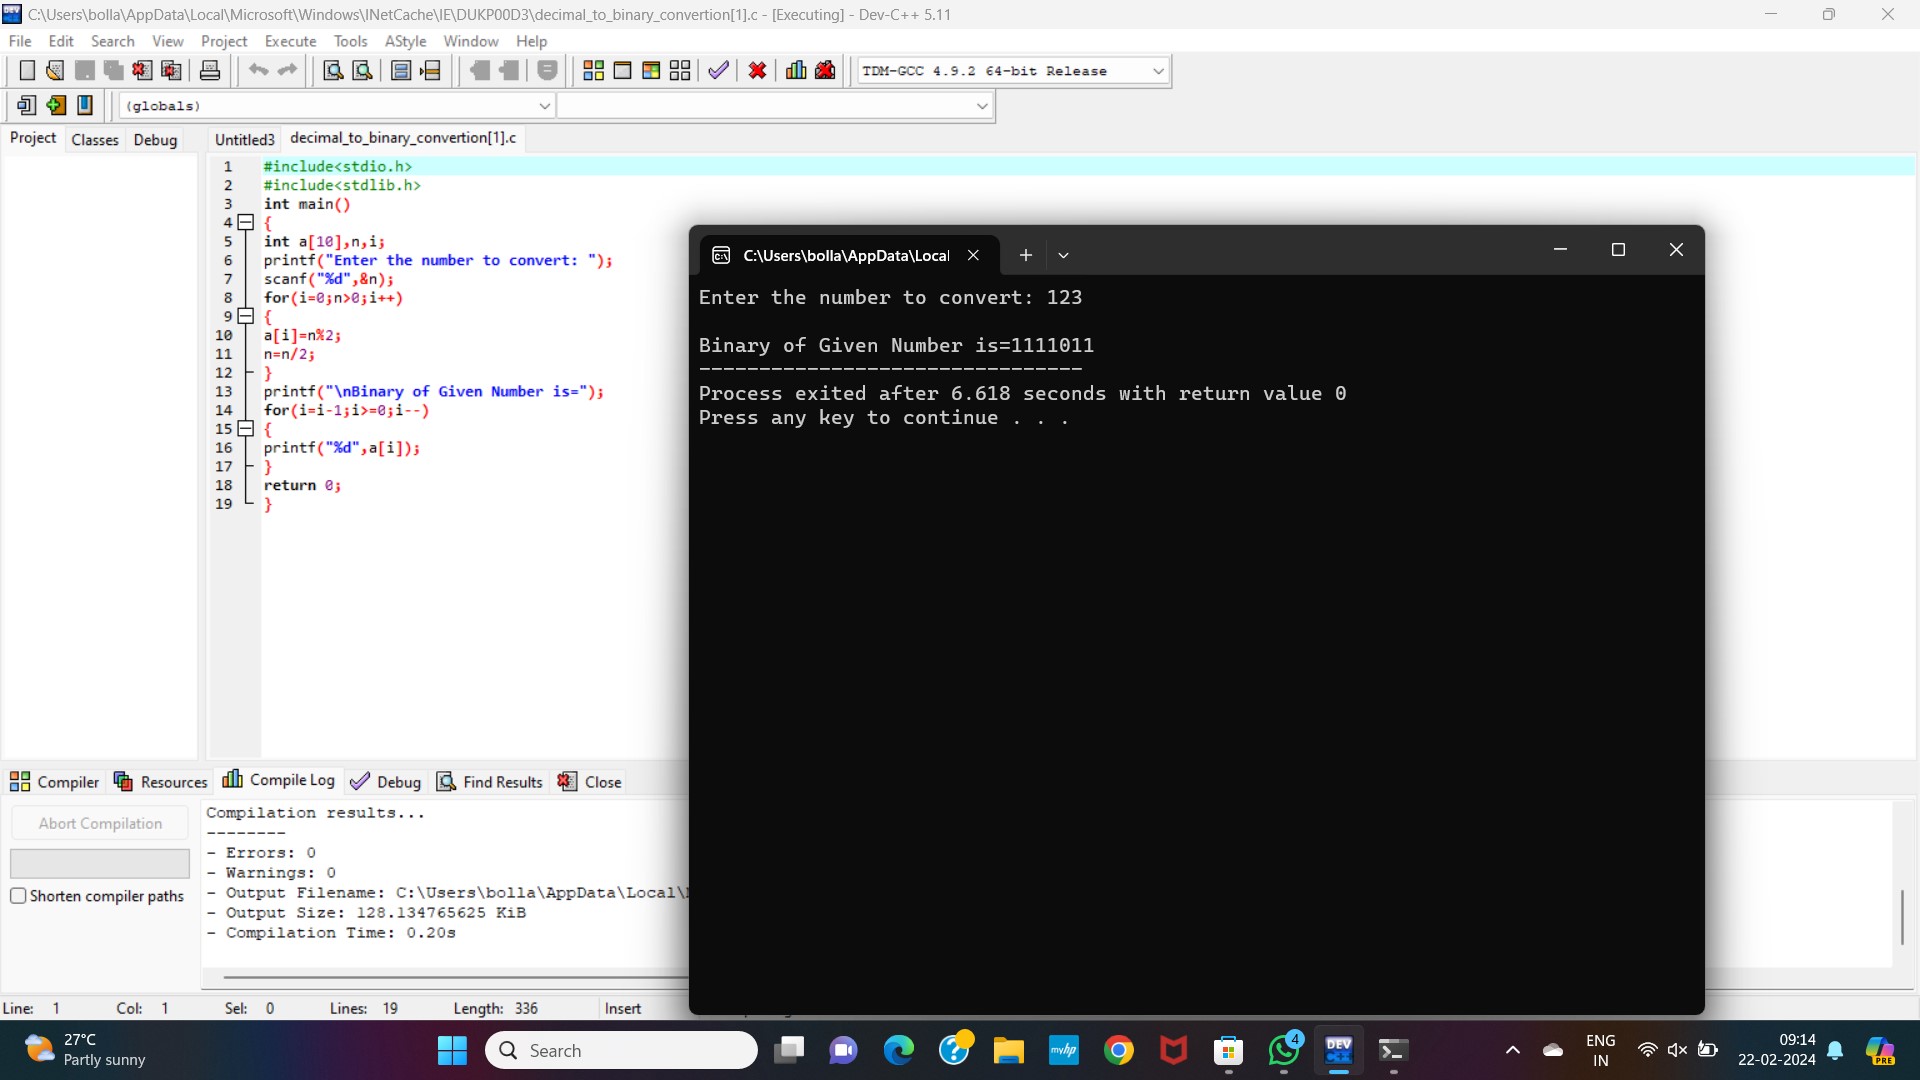 C:\Users\bolla\AppData\Local\Microsoft\Windows\INetCache\IE\DUKP00D3\decimal_to_binary_convertion[1].c - [Executing] - Dev-C++ 5.11
File Edit Search View Project Execute Tools AStyle Window Help
TDM-GCC 4.9.2 64-bit Release
(globals)
Project Classes Debug Untitled3 decimal_to_binary_convertion[1].c
1 #include<stdio.h>
2 #include<stdlib.h>
3 int main()
4 {
5 int a[10],n,i;
6 printf("Enter the number to convert: ");
7 scanf("%d",&n);
8 for(i=0;n>0;i++)
9 {
10 a[i]=n%2;
11 n=n/2;
12 }
13 printf("\nBinary of Given Number is=");
14 for(i=i-1;i>=0;i--)
15 {
16 printf("%d",a[i]);
17 }
18 return 0;
19 }
C:\Users\bolla\AppData\Local
Enter the number to convert: 123
Binary of Given Number is=1111011
--------------------------------
Process exited after 6.618 seconds with return value 0
Press any key to continue . . .
Compiler Resources Compile Log Debug Find Results Close
Abort Compilation
Shorten compiler paths
Compilation results...
--------
- Errors: 0
- Warnings: 0
- Output Filename: C:\Users\bolla\AppData\Local\
- Output Size: 128.134765625 KiB
- Compilation Time: 0.20s
Line: 1 Col: 1 Sel: 0 Lines: 19 Length: 336 Insert
27°C
Partly sunny
Search
myhp
4
DEV
C++
ENG
IN
09:14
22-02-2024
PRE